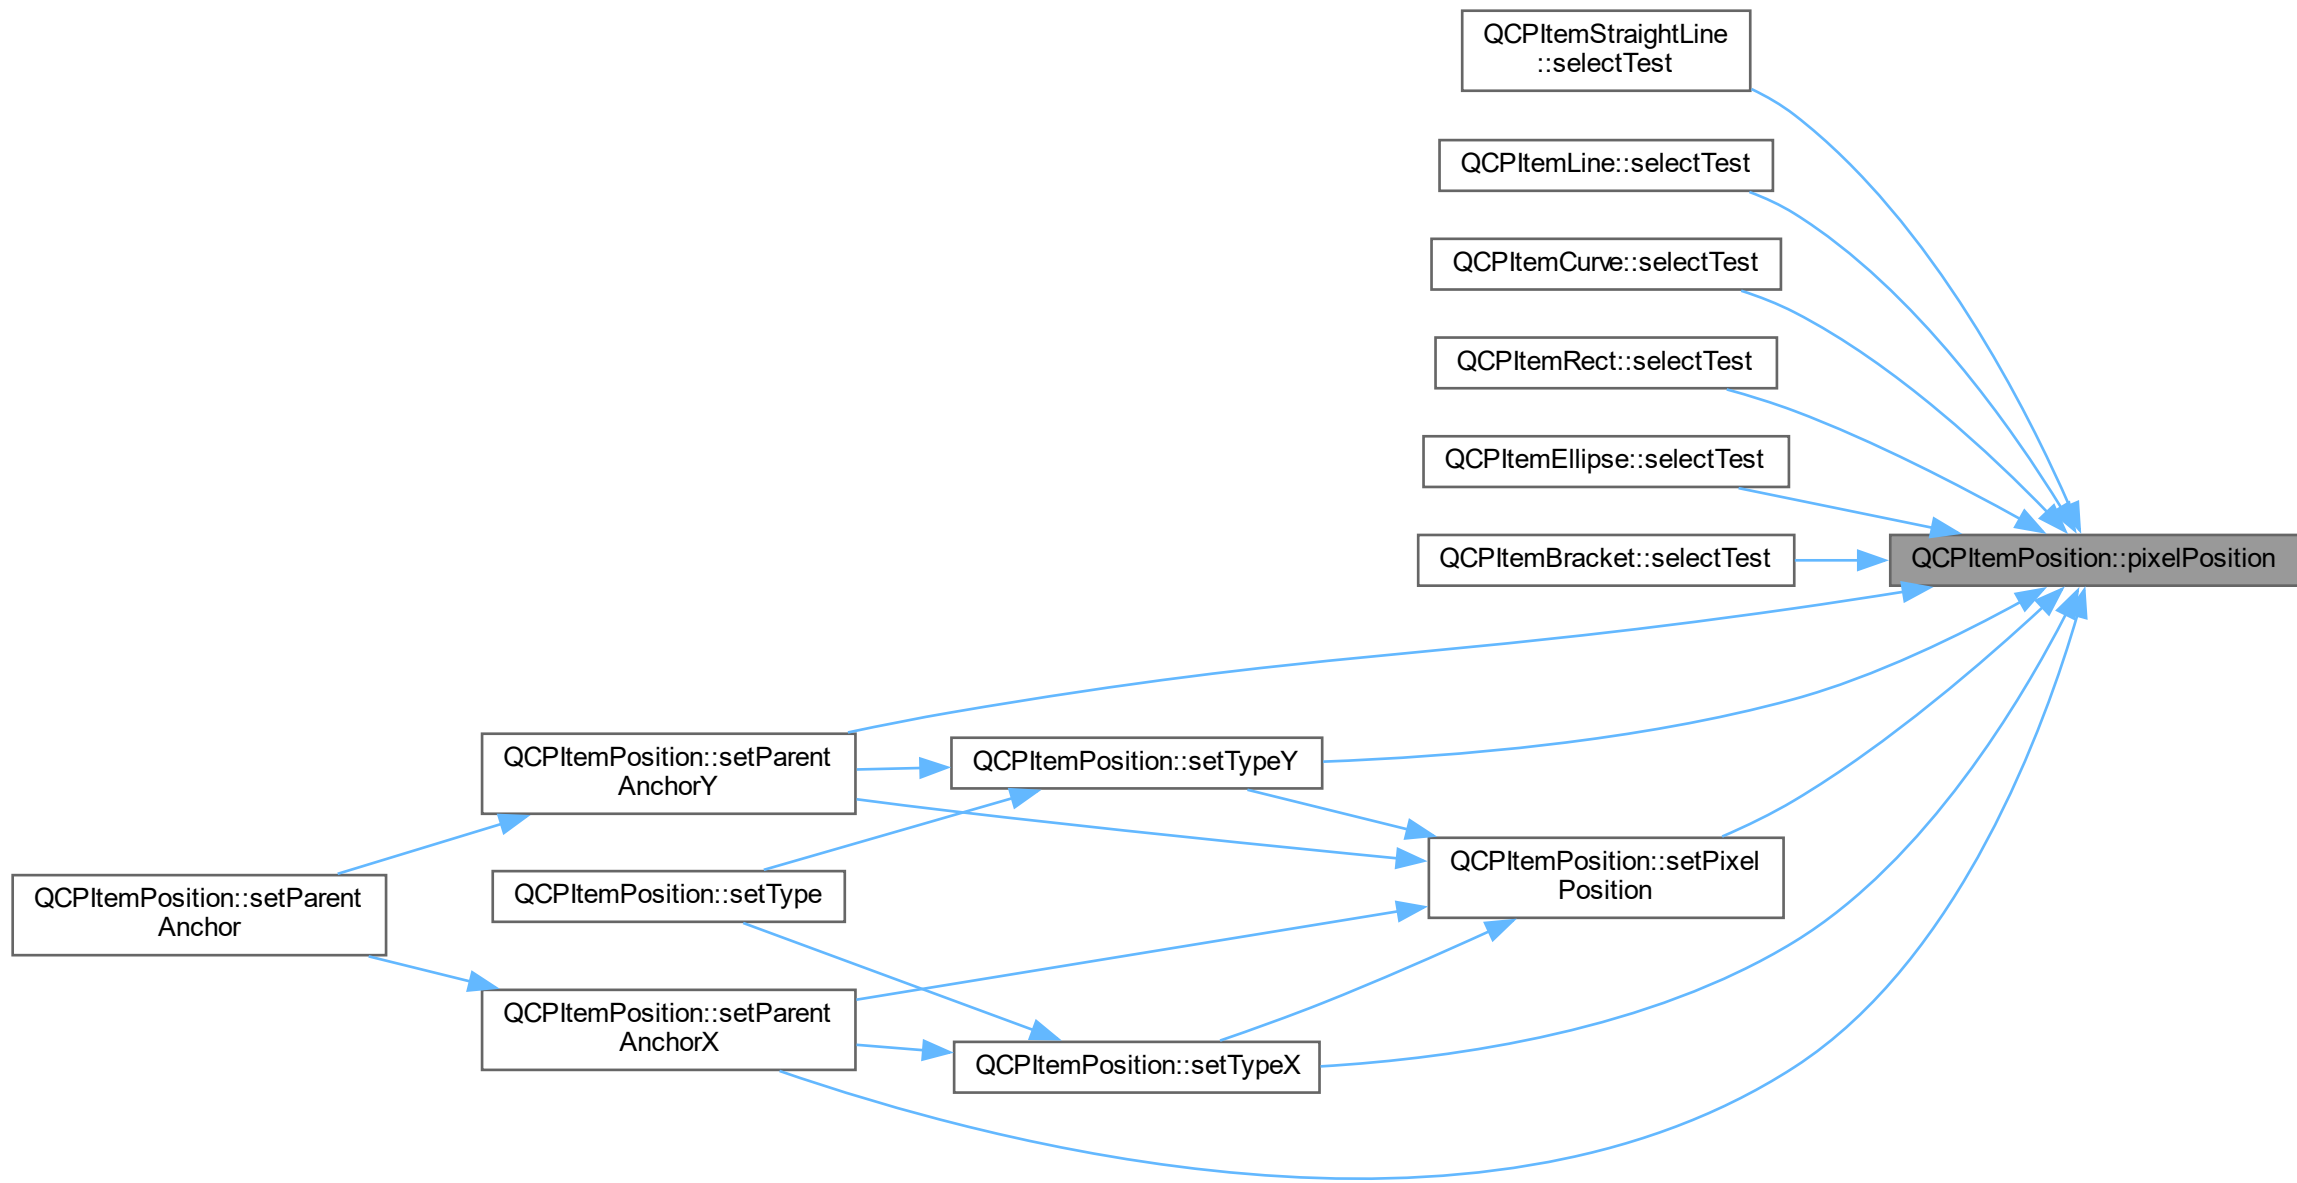 QCPItemStraightLine
::selectTest
QCPItemLine::selectTest
QCPItemCurve::selectTest
QCPItemRect::selectTest
QCPItemEllipse::selectTest
QCPItemBracket::selectTest
QCPItemPosition::pixelPosition
QCPItemPosition::setParent
AnchorY
QCPItemPosition::setTypeY
QCPItemPosition::setPixel
Position
QCPItemPosition::setType
QCPItemPosition::setParent
Anchor
QCPItemPosition::setParent
AnchorX
QCPItemPosition::setTypeX